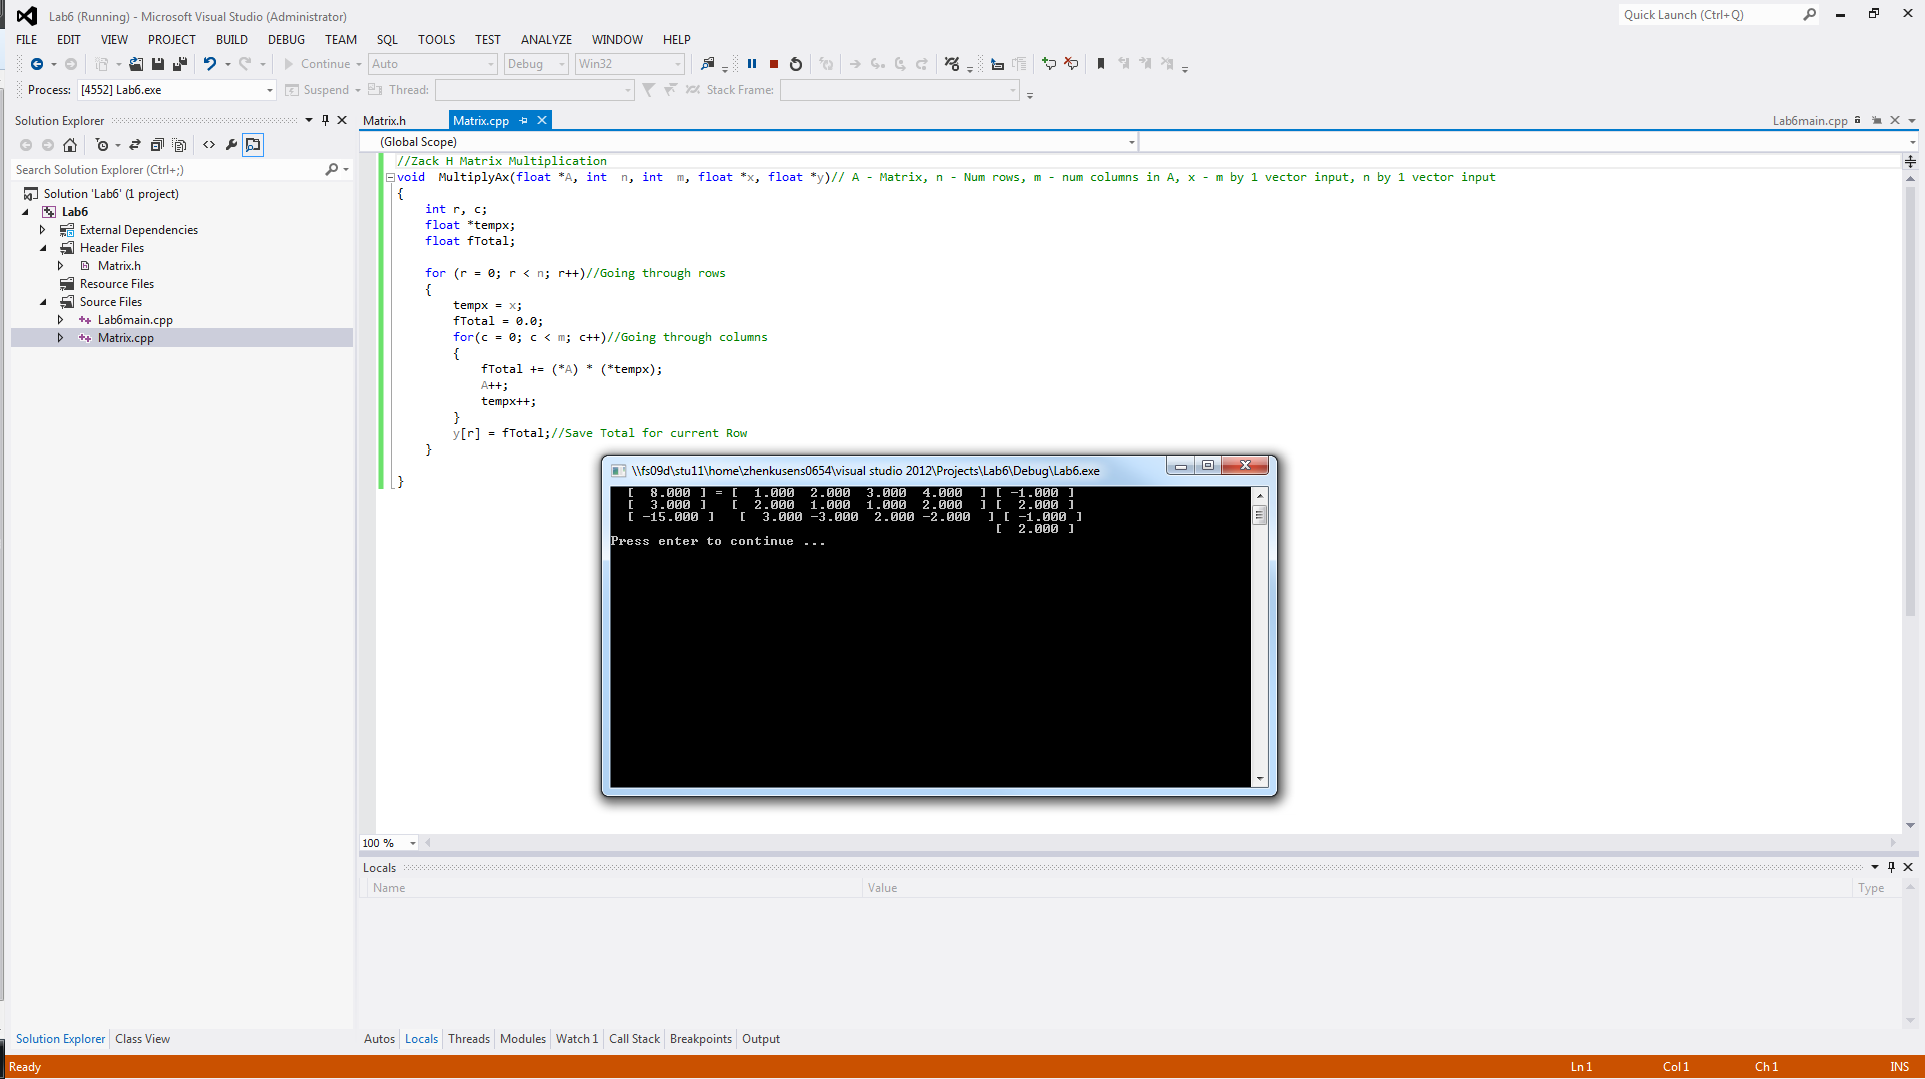 Lab6 (Running) - Microsoft Visual Studio (Administrator)
Quick Launch (Ctrl+Q)
FILE EDIT VIEW PROJECT BUILD DEBUG TEAM SQL TOOLS TEST ANALYZE WINDOW HELP
Continue Auto Debug Win32
Process: [4552] Lab6.exe Suspend Thread: Stack Frame:
Solution Explorer
Matrix.h Matrix.cpp Lab6main.cpp
(Global Scope)
Search Solution Explorer (Ctrl+;)
Solution 'Lab6' (1 project)
Lab6
External Dependencies
Header Files
Matrix.h
Resource Files
Source Files
Lab6main.cpp
Matrix.cpp
//Zack H Matrix Multiplication
void  MultiplyAx(float *A, int  n, int  m, float *x, float *y)// A - Matrix, n - Num rows, m - num columns in A, x - m by 1 vector input, n by 1 vector input
{
    int r, c;
    float *tempx;
    float fTotal;
    for (r = 0; r < n; r++)//Going through rows
    {
        tempx = x;
        fTotal = 0.0;
        for(c = 0; c < m; c++)//Going through columns
        {
            fTotal += (*A) * (*tempx);
            A++;
            tempx++;
        }
        y[r] = fTotal;//Save Total for current Row
    }
}
\\fs09d\stu11\home\zhenkusens0654\visual studio 2012\Projects\Lab6\Debug\Lab6.exe
[  8.000 ] = [  1.000  2.000  3.000  4.000  ] [ -1.000 ]
[  3.000 ]   [  2.000  1.000  1.000  2.000  ] [  2.000 ]
[ -15.000 ]   [  3.000 -3.000  2.000 -2.000  ] [ -1.000 ]
[  2.000 ]
Press enter to continue ...
100 %
Locals
Name Value Type
Solution Explorer Class View
Autos Locals Threads Modules Watch 1 Call Stack Breakpoints Output
Ready Ln 1 Col 1 Ch 1 INS